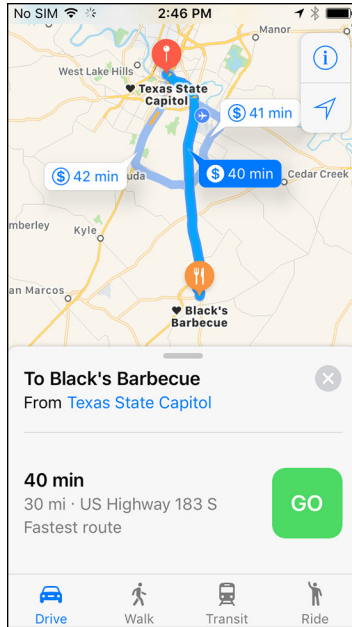 No SIM 2:46 PM
Manor
West Lake Hills
Texas State
Capitol
$ 41 min
$ 42 min
uda
$ 40 min
Cedar Creek
mberley
Kyle
an Marcos
Black's
Barbecue
i
To Black's Barbecue
From Texas State Capitol
40 min
30 mi · US Highway 183 S
Fastest route
GO
Drive Walk Transit Ride